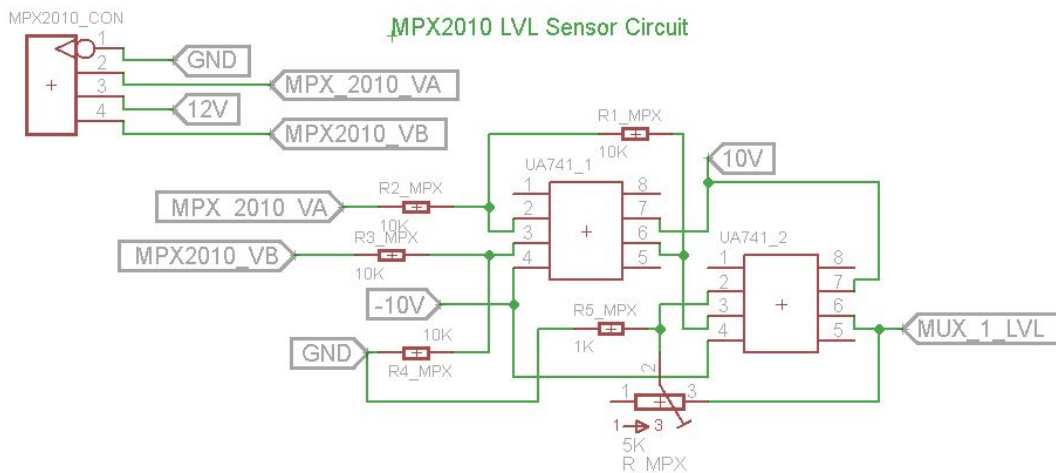 MPX2010_CON
MPX2010 LVL Sensor Circuit
1
2
3
4
GND
MPX_2010_VA
12V
MPX2010_VB
R1_MPX
10K
10V
UA741_1
1
2
3
4
8
7
6
5
R2_MPX
10K
MPX_2010_VA
R3_MPX
10K
MPX2010_VB
UA741_2
1
2
3
4
8
7
6
5
-10V
R5_MPX
1K
MUX_1_LVL
10K
GND
R4_MPX
2
1
3
1 3
5K
R_MPX